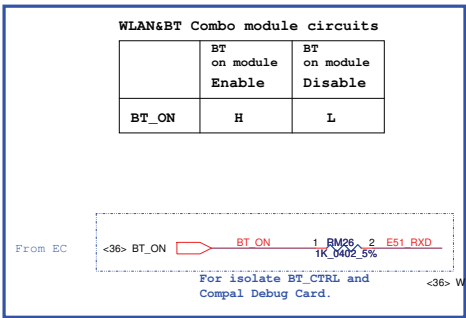 WLAN&BT Combo module circuits
BT on module Enable
BT on module Disable
BT_ON H L
From EC <36> BT_ON BT_ON 1 RM26 2 E51_RXD
1K_0402_5%
For isolate BT_CTRL and
Compal Debug Card.
<36> W